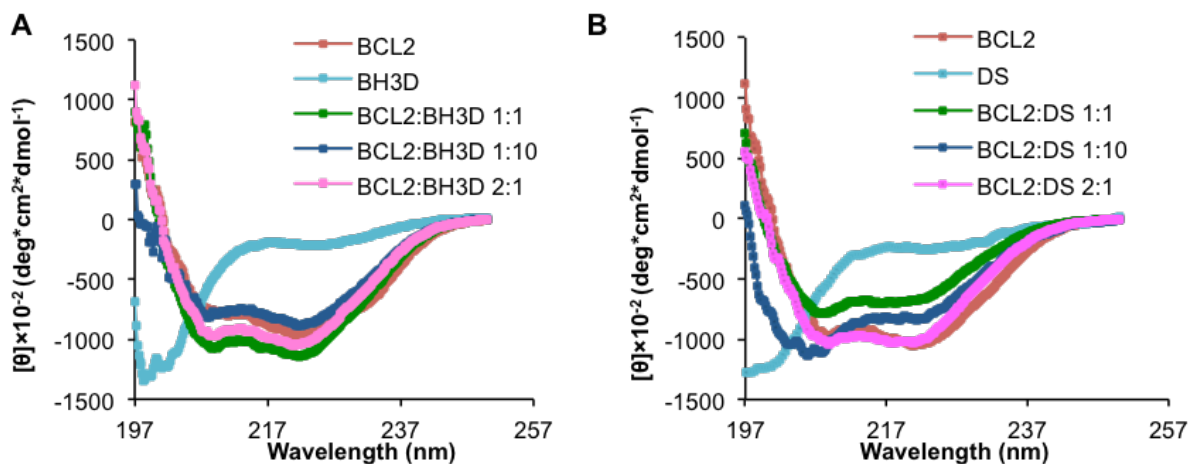 A
[θ]×10⁻² (deg*cm²*dmol⁻¹)
1500
1000
500
0
-500
-1000
-1500
BCL2
BH3D
BCL2:BH3D 1:1
BCL2:BH3D 1:10
BCL2:BH3D 2:1
197
217
237
257
Wavelength (nm)
B
[θ]×10⁻² (deg*cm²*dmol⁻¹)
1500
1000
500
0
-500
-1000
-1500
BCL2
DS
BCL2:DS 1:1
BCL2:DS 1:10
BCL2:DS 2:1
197
217
237
257
Wavelength (nm)